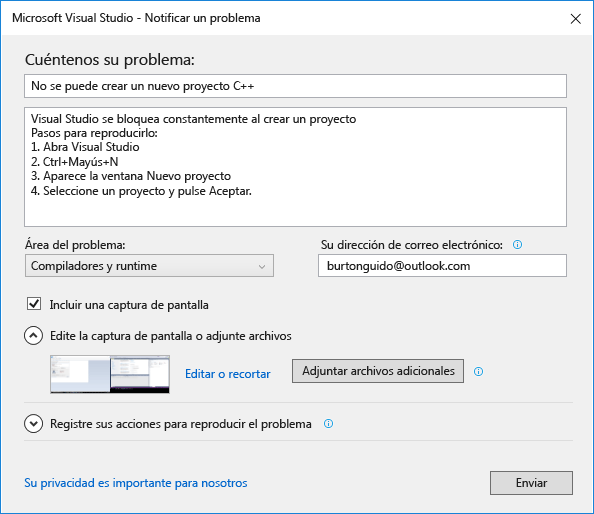 Microsoft Visual Studio - Notificar un problema
Cuéntenos su problema:
No se puede crear un nuevo proyecto C++
Visual Studio se bloquea constantemente al crear un proyecto
Pasos para reproducirlo:
1. Abra Visual Studio
2. Ctrl+Mayús+N
3. Aparece la ventana Nuevo proyecto
4. Seleccione un proyecto y pulse Aceptar.
Área del problema:
Su dirección de correo electrónico:
Compiladores y runtime
burtonguido@outlook.com
Incluir una captura de pantalla
Edite la captura de pantalla o adjunte archivos
Editar o recortar
Adjuntar archivos adicionales
Registre sus acciones para reproducir el problema
Su privacidad es importante para nosotros
Enviar